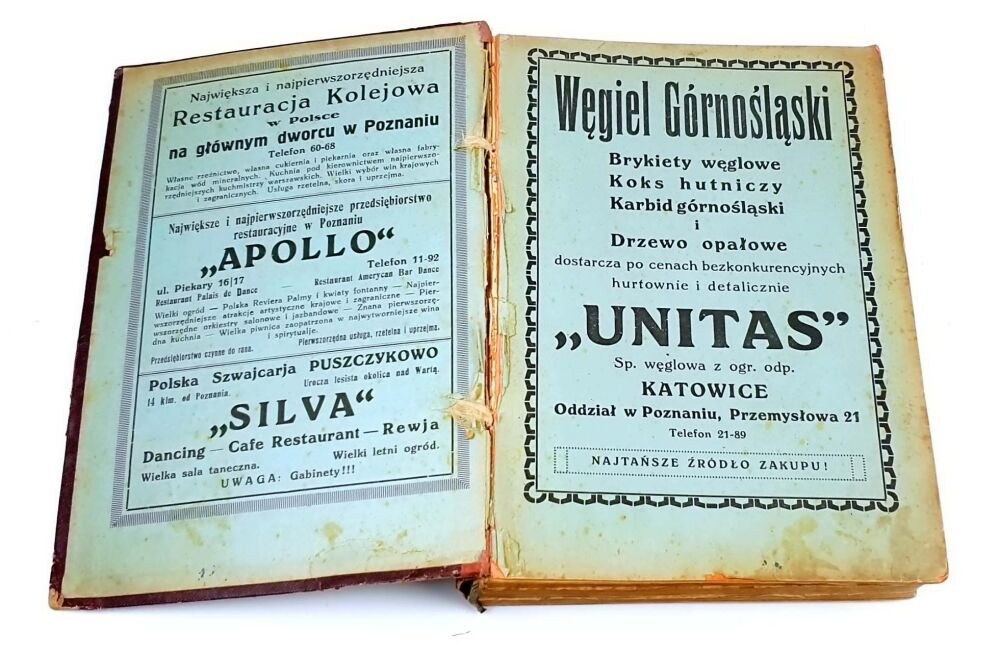 Największa i najpierwszorzędniejsza
Restauracja Kolejowa
w Polsce
na głównym dworcu w Poznaniu
Telefon 60-68
Własne rzeźnictwo, własna cukiernia i piekarnia oraz własna fabry-
kacja wód mineralnych. Kuchnia pod kierownictwem najpierwszo-
rzędniejszych kuchmistrzy warszawskich. Wielki wybór win krajowych
i zagranicznych. Usługa rzetelna, skora i uprzejma.
Największe i najpierwszorzędniejsze przedsiębiorstwo
restauracyjne w Poznaniu
„APOLLO“
ul. Piekary 16|17 Telefon 11-92
Restaurant Palais de Dance — Restaurant Amerycan Bar Dance
Wielki ogród — Polska Reviera Palmy i kwiaty fontanny — Najpier-
wszorzędniejsze atrakcje artystyczne krajowe i zagraniczne — Pier-
wszorzędne orkiestry salonowe i jazbandowe — Znana pierwszorzę-
dna kuchnia — Wielka piwnica zaopatrzona w najwytworniejsze wina
i spirytualje.
Przedsiębiorstwo czynne do rana. Pierwszorzędna usługa, rzetelna i uprzejma.
Polska Szwajcarja PUSZCZYKOWO
14 klm. od Poznania. Urocza lesista okolica nad Wartą.
„SILVA“
Dancing — Cafe Restaurant — Rewja
Wielka sala taneczna. Wielki letni ogród.
UWAGA: Gabinety!!!
Węgiel Górnośląski
Brykiety węglowe
Koks hutniczy
Karbid górnośląski
i
Drzewo opałowe
dostarcza po cenach bezkonkurencyjnych
hurtownie i detalicznie
„UNITAS”
Sp. węglowa z ogr. odp.
KATOWICE
Oddział w Poznaniu, Przemysłowa 21
Telefon 21-89
NAJTAŃSZE ŹRÓDŁO ZAKUPU!